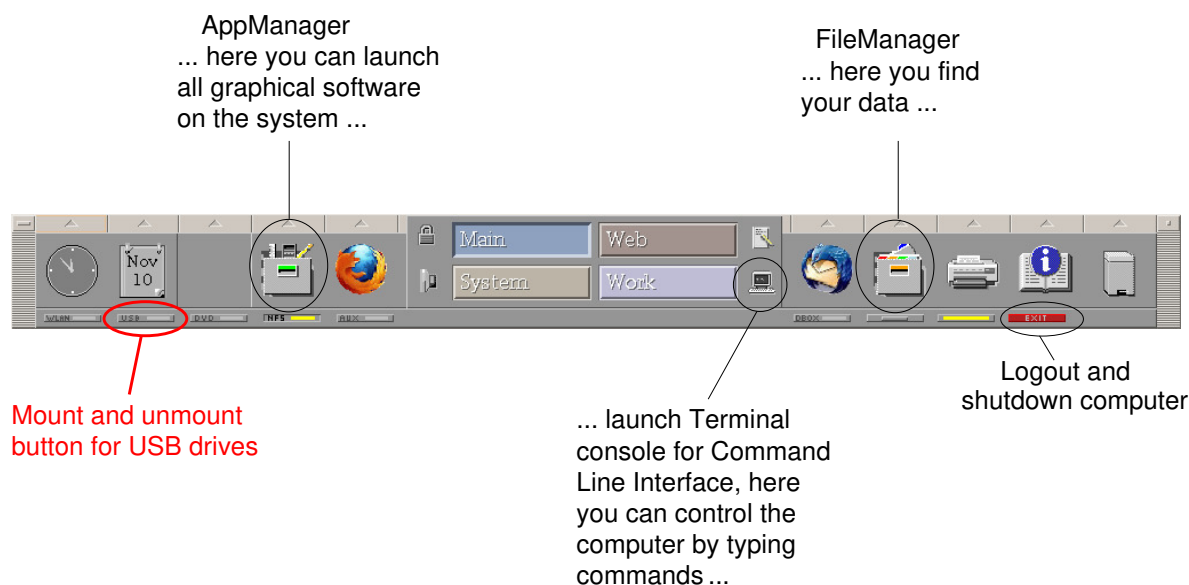 AppManager
... here you can launch
all graphical software
on the system ...
FileManager
... here you find
your data ...
Nov
10
Main
Web
System
Work
WLAN
USB
DVD
NFS
AUX
DBOX
EXIT
Mount and unmount
button for USB drives
... launch Terminal
console for Command
Line Interface, here
you can control the
computer by typing
commands ...
Logout and
shutdown computer